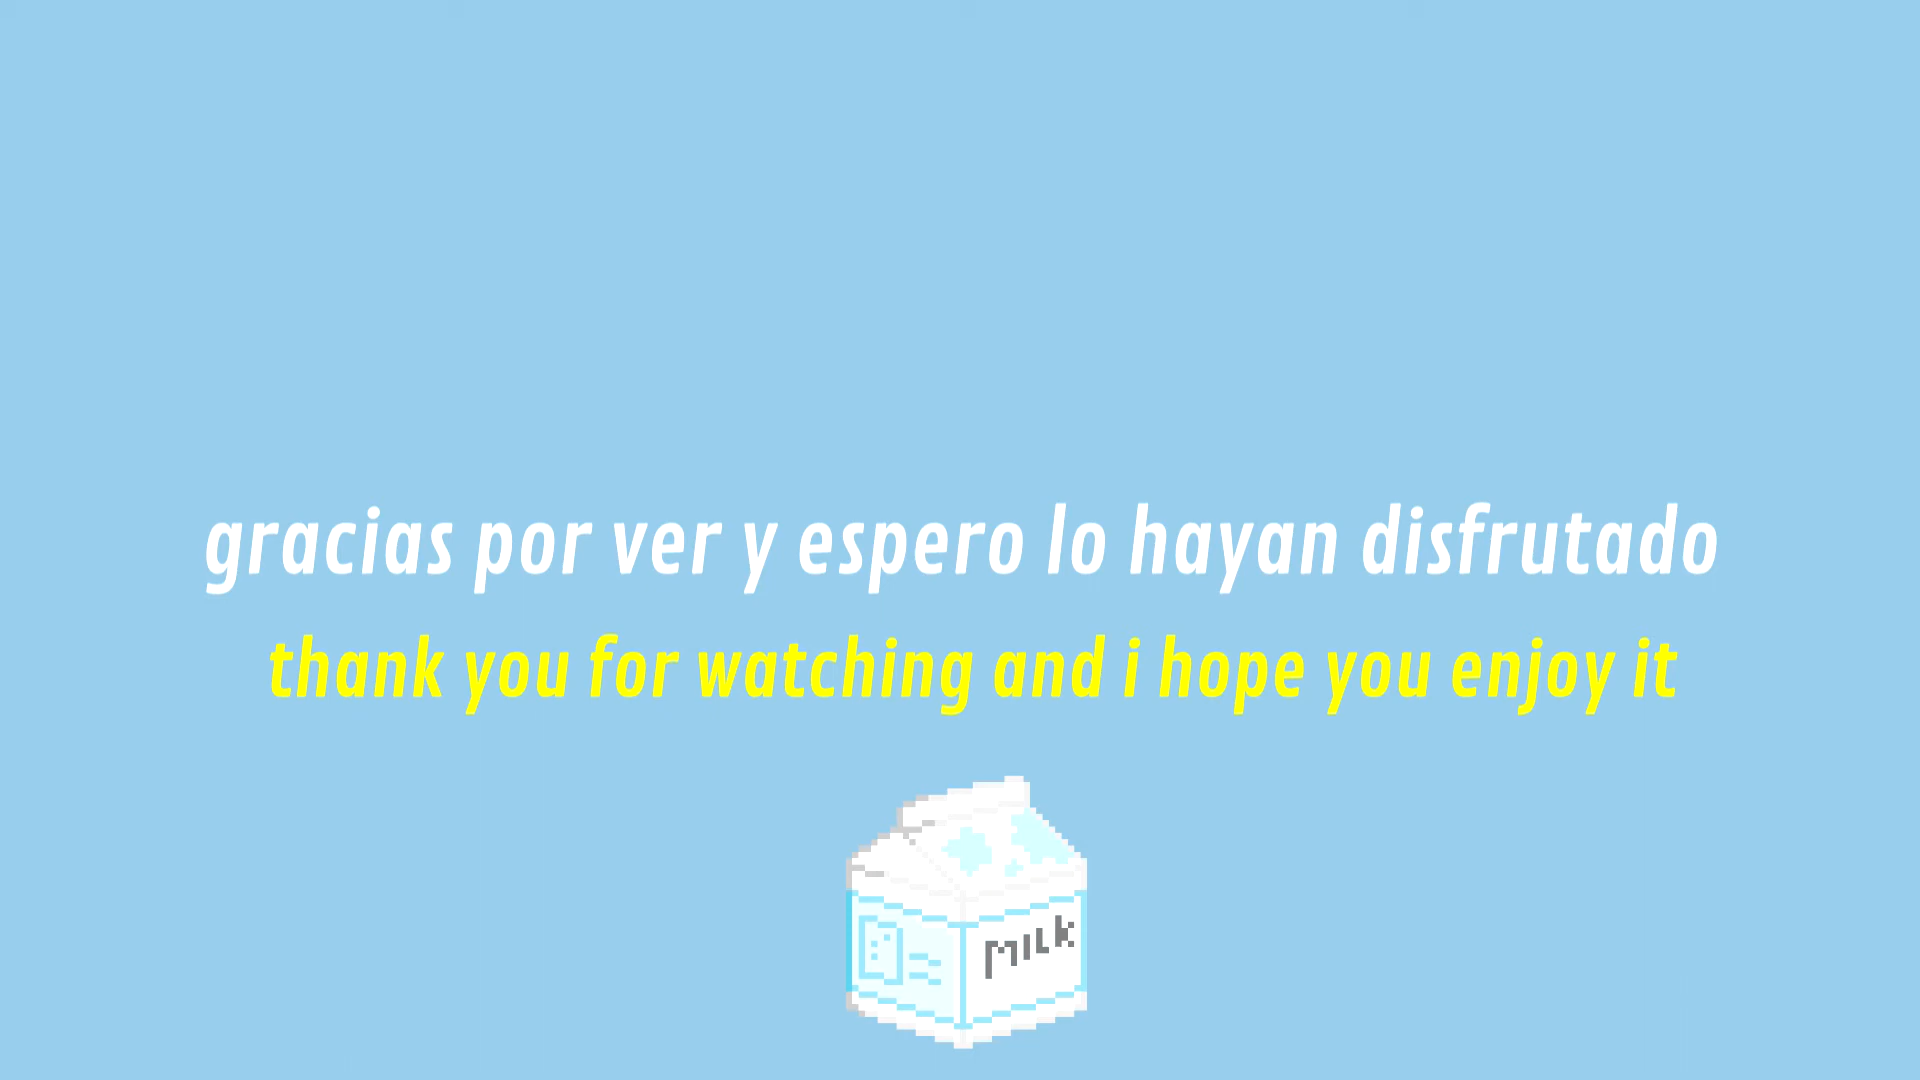 gracias por ver y espero lo hayan disfrutado
thank you for watching and i hope you enjoy it
MILK